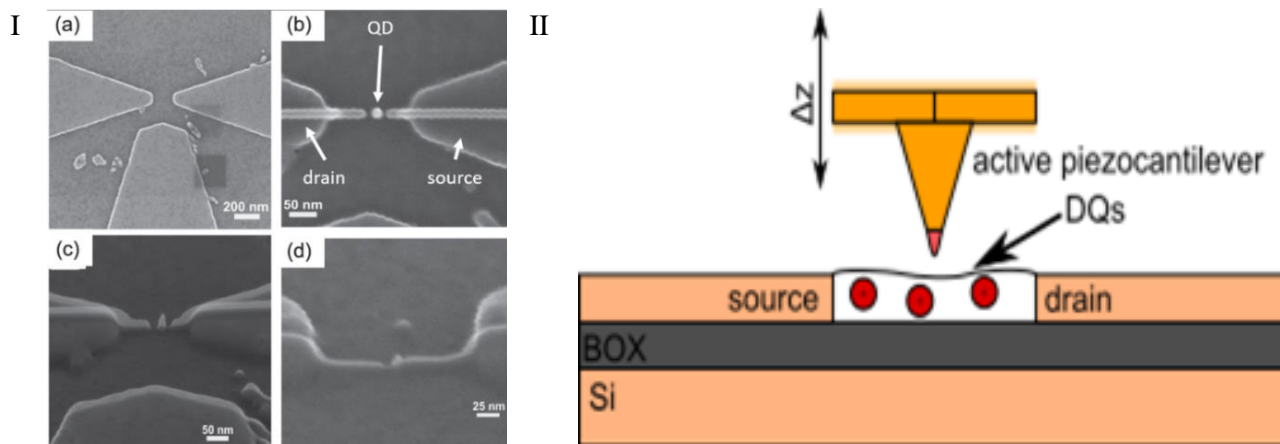 I
(a)
200 nm
(b)
QD
drain
source
50 nm
(c)
50 nm
(d)
25 nm
II
Δz
active piezocantilever
DQs
source
drain
BOX
Si